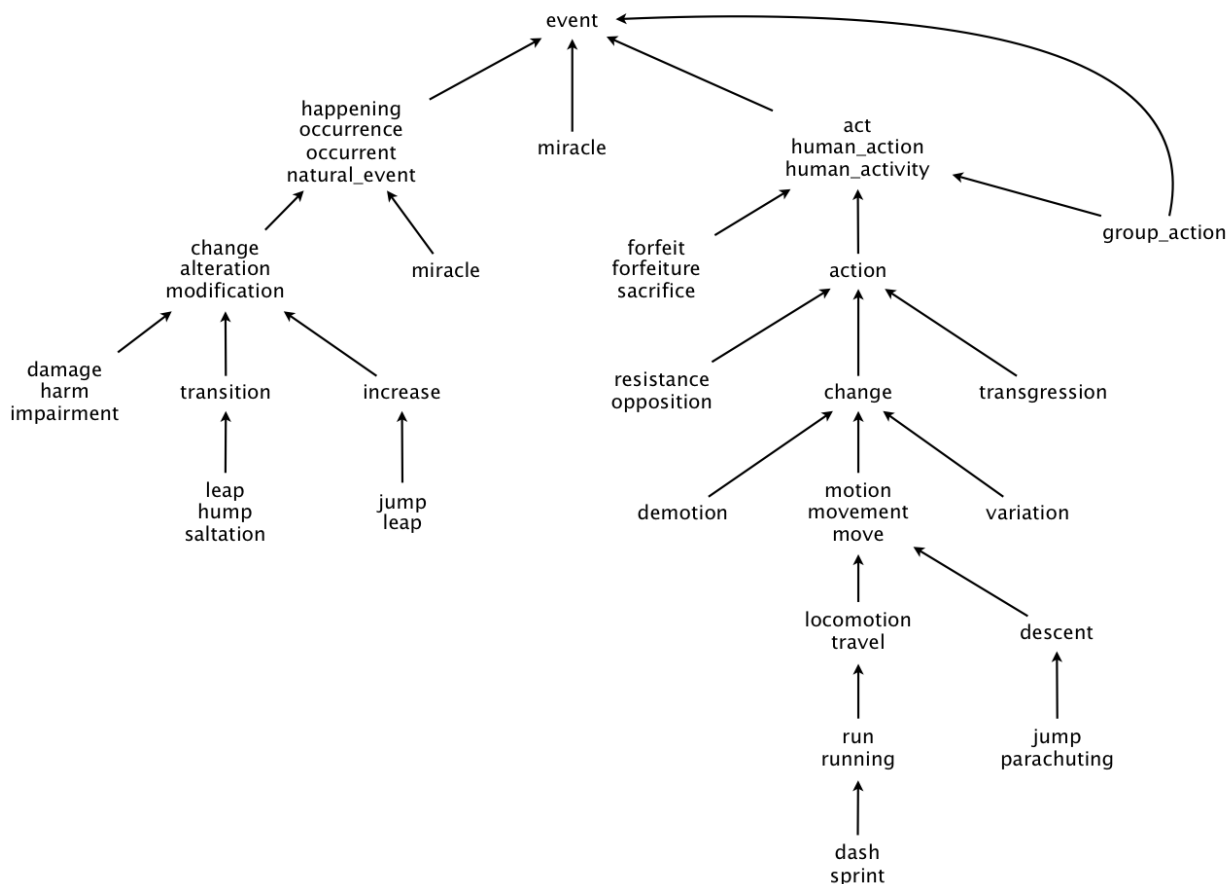 event
happening
occurrence
occurrent
natural_event
miracle
act
human_action
human_activity
group_action
change
alteration
modification
miracle
forfeit
forfeiture
sacrifice
action
damage
harm
impairment
transition
increase
resistance
opposition
change
transgression
leap
hump
saltation
jump
leap
demotion
motion
movement
move
variation
locomotion
travel
descent
run
running
jump
parachuting
dash
sprint